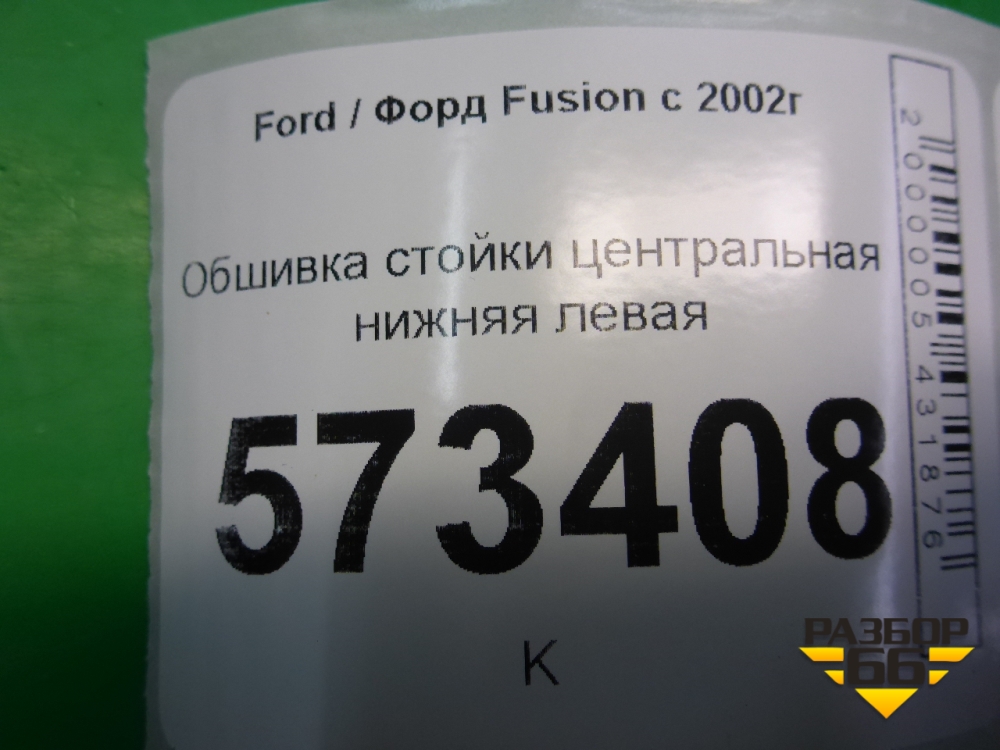 Ford / Форд Fusion с 2002г
Обшивка стойки центральная
нижняя левая
573408
К
2000005431876
РАЗБОР
66